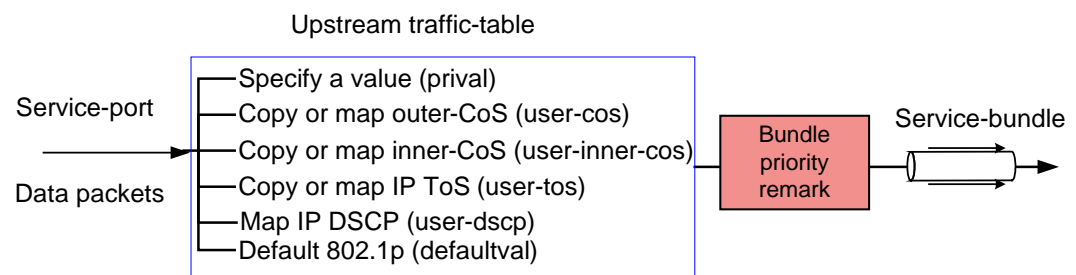 Upstream traffic-table
Service-port
Data packets
Specify a value (prival)
Copy or map outer-CoS (user-cos)
Copy or map inner-CoS (user-inner-cos)
Copy or map IP ToS (user-tos)
Map IP DSCP (user-dscp)
Default 802.1p (defaultval)
Bundle
priority
remark
Service-bundle